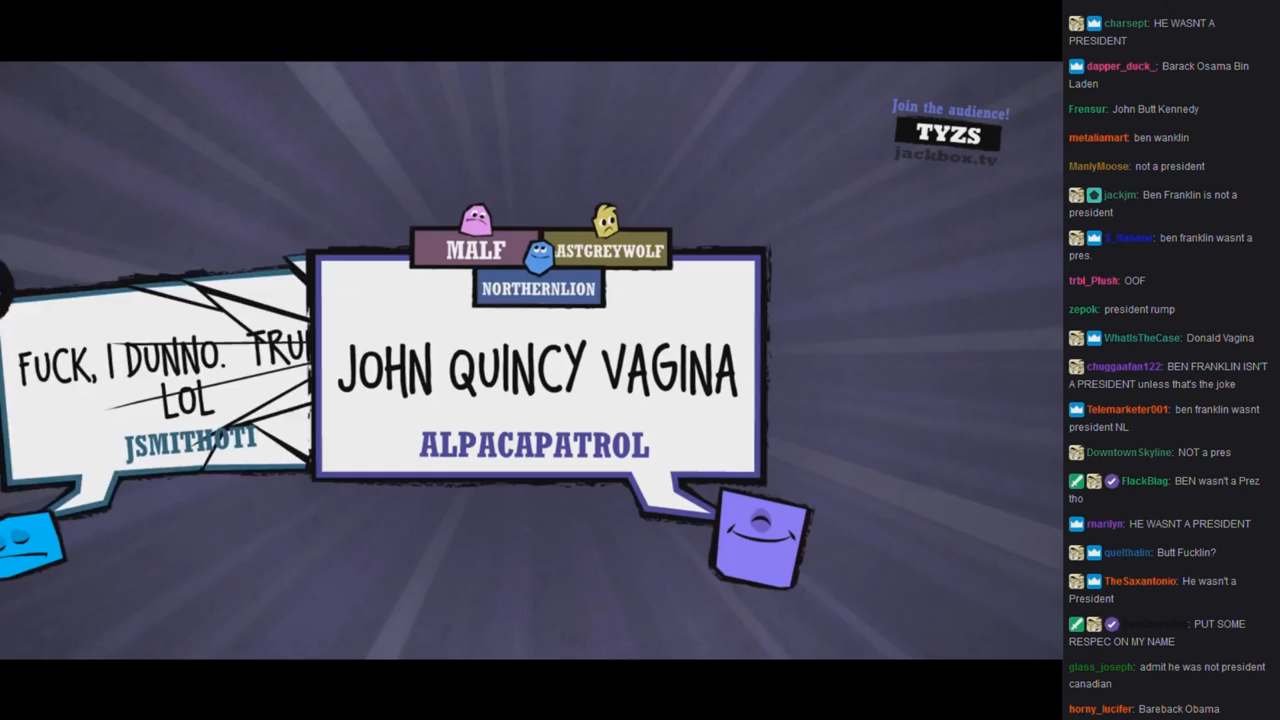 Join the audience!
TYZS
jackbox.tv
MALF
ASTGREYWOLF
NORTHERNLION
FUCK, I DUNNO. TRU
LOL
JSMITHOTI
JOHN QUINCY VAGINA
ALPACAPATROL
charsept: HE WASNT A
PRESIDENT
dapper_duck_: Barack Osama Bin
Laden
Frensur: John Butt Kennedy
metaliamart: ben wanklin
ManlyMoose: not a president
jackjm: Ben Franklin is not a
president
ben franklin wasnt a
pres.
trbl_Plush: OOF
zepok: president rump
WhatIsTheCase: Donald Vagina
chuggaafan122: BEN FRANKLIN ISN'T
A PRESIDENT unless that's the joke
Telemarketer001: ben franklin wasnt
president NL
DowntownSkyline: NOT a pres
FlackBlag: BEN wasn't a Prez
tho
rnarilyn: HE WASNT A PRESIDENT
quelthalin: Butt Fucklin?
TheSaxantonio: He wasn't a
President
: PUT SOME
RESPEC ON MY NAME
glass_joseph: admit he was not president
canadian
horny_lucifer: Bareback Obama